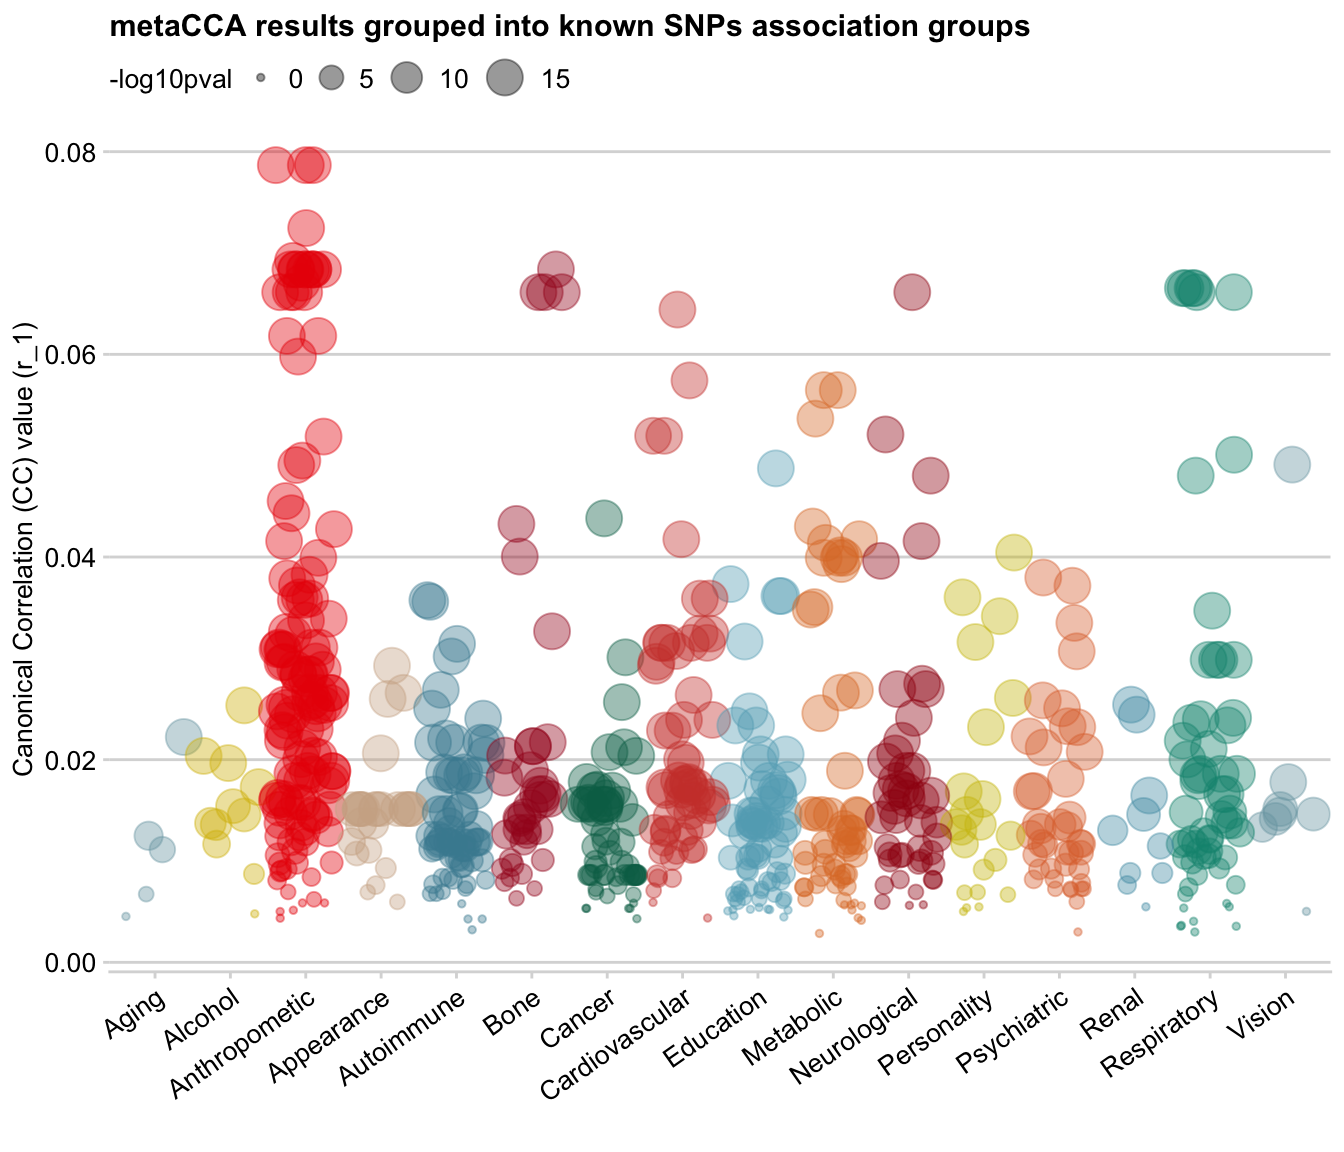 metaCCA results grouped into known SNPs association groups
-log10pval 0 5 10 15
Canonical Correlation (CC) value (r_1)
0.08
0.06
0.04
0.02
0.00
Aging
Alcohol
Anthropometic
Appearance
Autoimmune
Bone
Cancer
Cardiovascular
Education
Metabolic
Neurological
Personality
Psychiatric
Renal
Respiratory
Vision